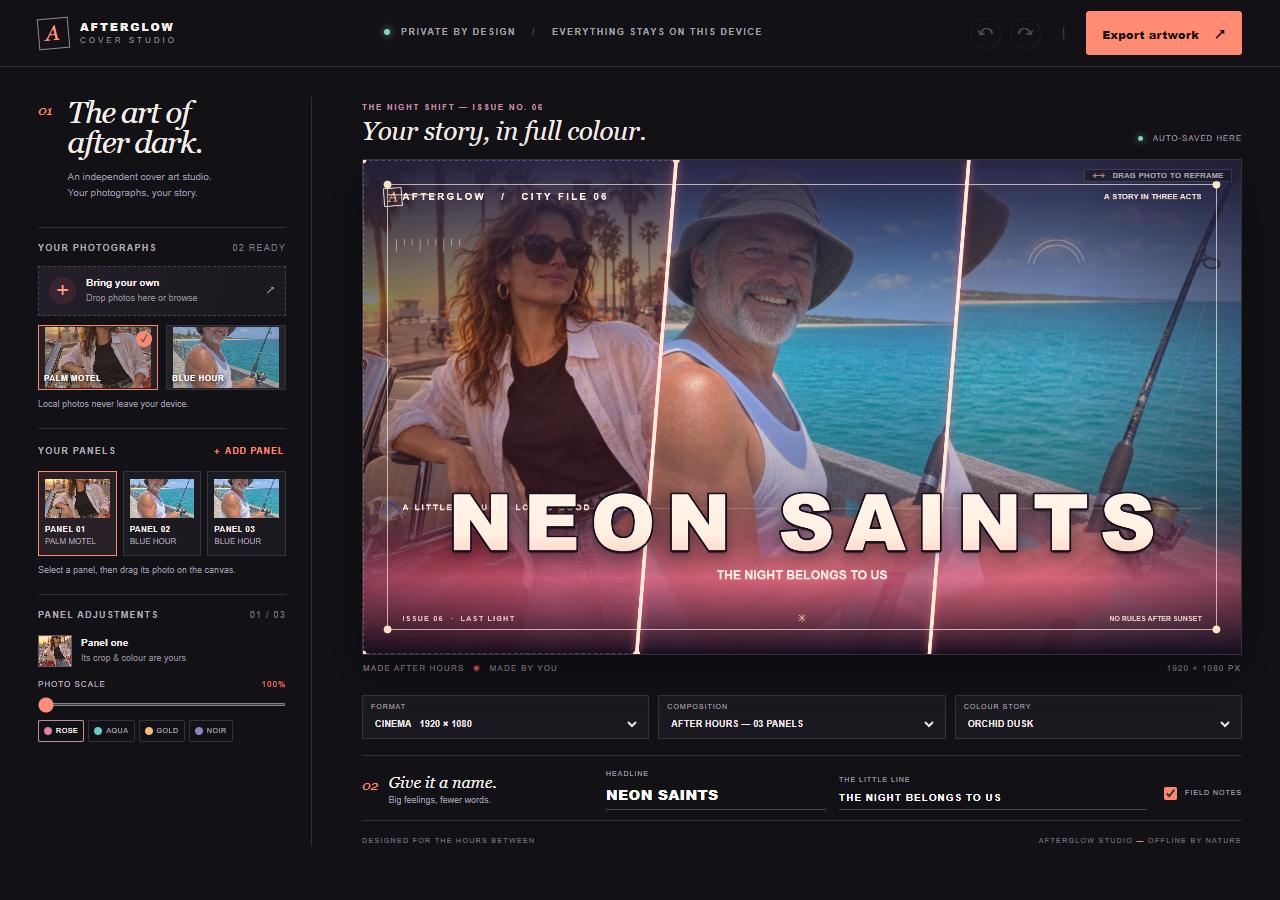 A
AFTERGLOW
COVER STUDIO
PRIVATE BY DESIGN / EVERYTHING STAYS ON THIS DEVICE
Export artwork ↗
01
The art of
after dark.
An independent cover art studio.
Your photographs, your story.
YOUR PHOTOGRAPHS 02 READY
+
Bring your own
Drop photos here or browse
↗
PALM MOTEL
BLUE HOUR
Local photos never leave your device.
YOUR PANELS + ADD PANEL
PANEL 01
PALM MOTEL
PANEL 02
BLUE HOUR
PANEL 03
BLUE HOUR
Select a panel, then drag its photo on the canvas.
PANEL ADJUSTMENTS 01 / 03
Panel one
Its crop & colour are yours
PHOTO SCALE 100%
ROSE AQUA GOLD NOIR
THE NIGHT SHIFT — ISSUE NO. 06
Your story, in full colour.
AUTO-SAVED HERE
DRAG PHOTO TO REFRAME
A AFTERGLOW / CITY FILE 06
A STORY IN THREE ACTS
A LITTLE
NEON SAINTS
THE NIGHT BELONGS TO US
ISSUE 06 · LAST LIGHT
NO RULES AFTER SUNSET
MADE AFTER HOURS ✳ MADE BY YOU
1920 × 1080 PX
FORMAT
CINEMA 1920 × 1080
COMPOSITION
AFTER HOURS — 03 PANELS
COLOUR STORY
ORCHID DUSK
02
Give it a name.
Big feelings, fewer words.
HEADLINE
NEON SAINTS
THE LITTLE LINE
THE NIGHT BELONGS TO US
FIELD NOTES
DESIGNED FOR THE HOURS BETWEEN
AFTERGLOW STUDIO — OFFLINE BY NATURE